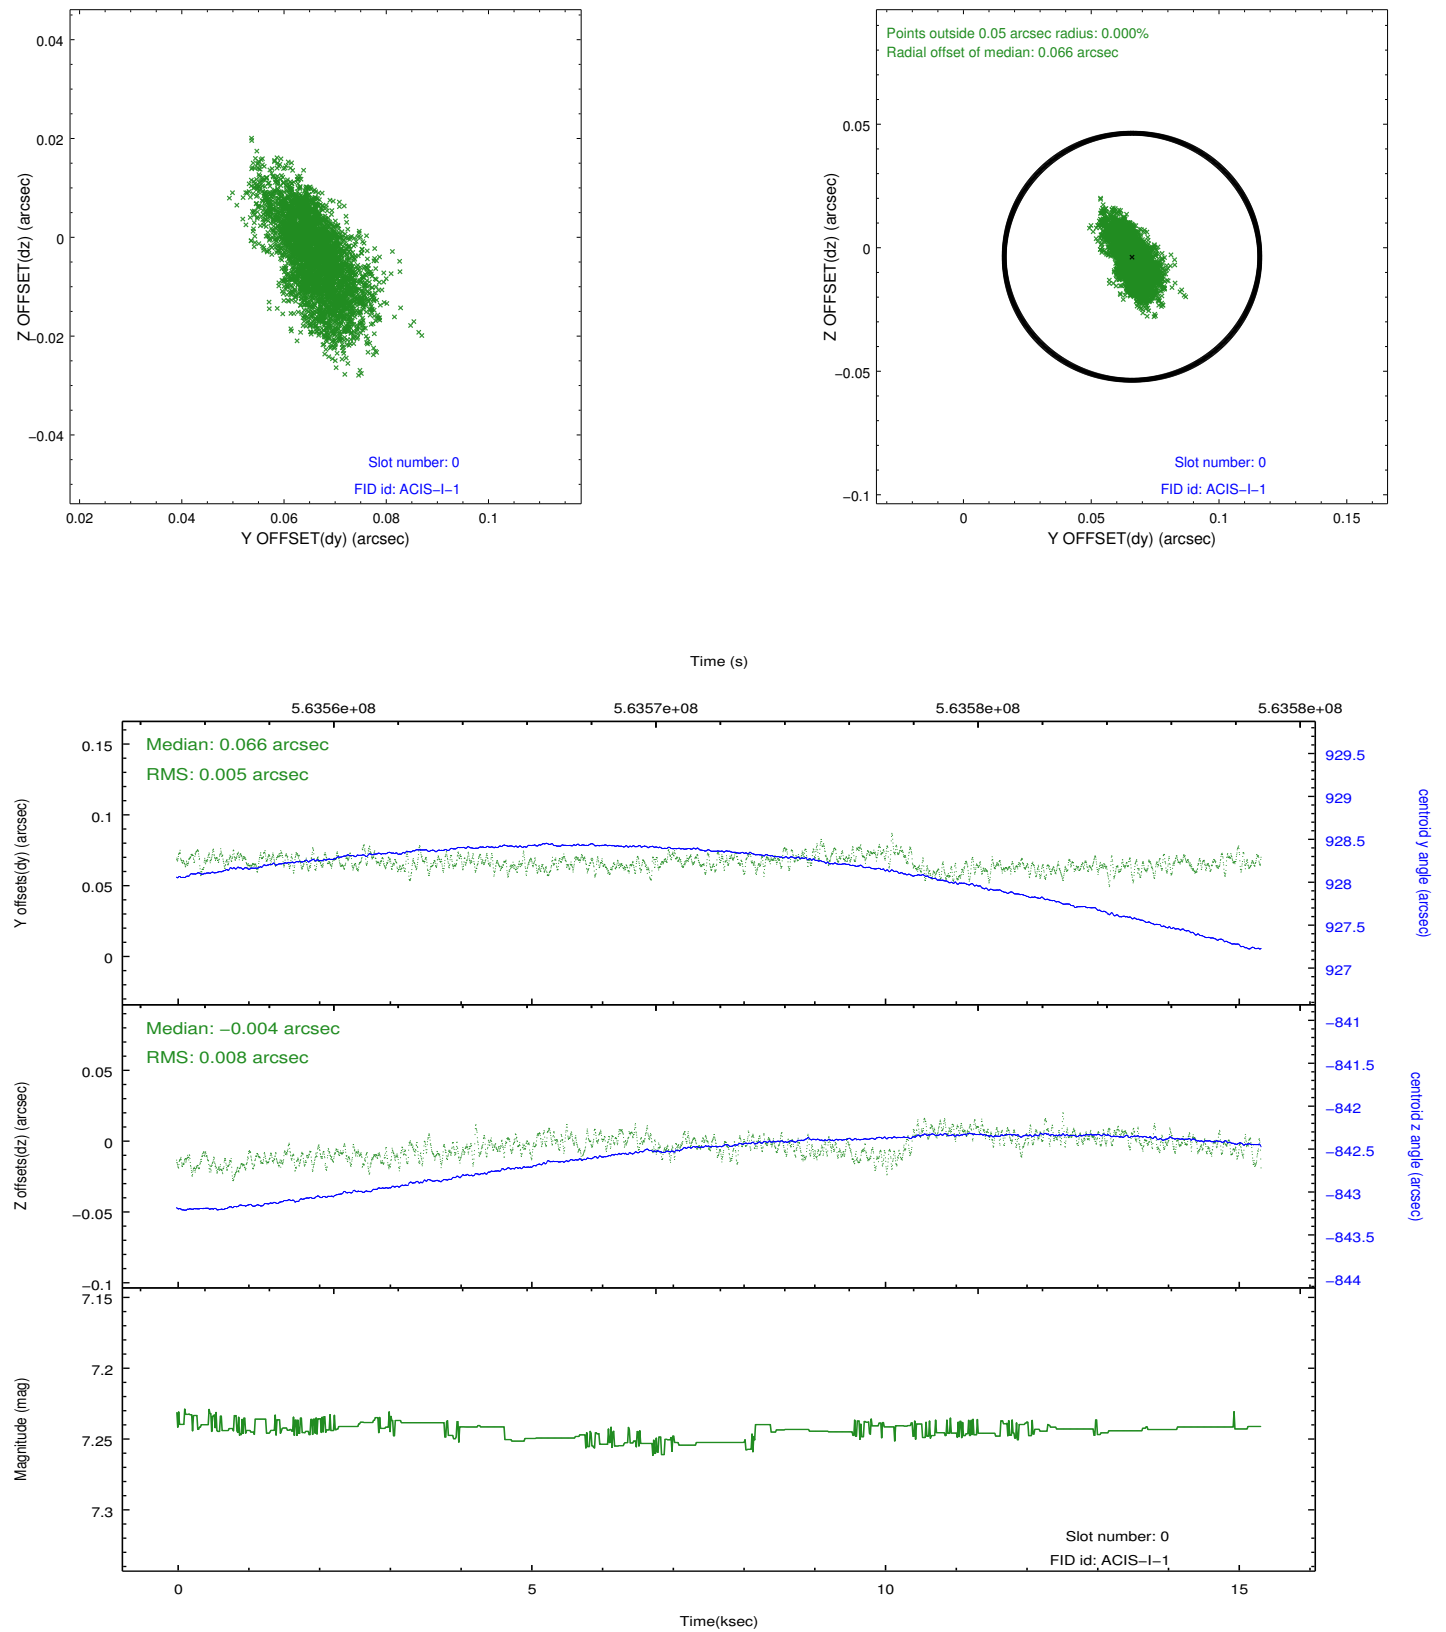 0.04
0.02
0
−0.02
−0.04
Z OFFSET(dz) (arcsec)
Slot number: 0
FID id: ACIS−I−1
0.02 0.04 0.06 0.08 0.1
Y OFFSET(dy) (arcsec)
Points outside 0.05 arcsec radius: 0.000%
Radial offset of median: 0.066 arcsec
0.05
0
−0.05
−0.1
Z OFFSET(dz) (arcsec)
Slot number: 0
FID id: ACIS−I−1
0 0.05 0.1 0.15
Y OFFSET(dy) (arcsec)
Time (s)
5.6356e+08 5.6357e+08 5.6358e+08 5.6358e+08
Median: 0.066 arcsec
RMS: 0.005 arcsec
0.15
0.1
0.05
0
Y offsets(dy) (arcsec)
929.5
929
928.5
928
927.5
927
centroid y angle (arcsec)
Median: −0.004 arcsec
RMS: 0.008 arcsec
0.05
0
−0.05
−0.1
Z offsets(dz) (arcsec)
−841
−841.5
−842
−842.5
−843
−843.5
−844
centroid z angle (arcsec)
7.15
7.2
7.25
7.3
Magnitude (mag)
Slot number: 0
FID id: ACIS−I−1
0 5 10 15
Time(ksec)